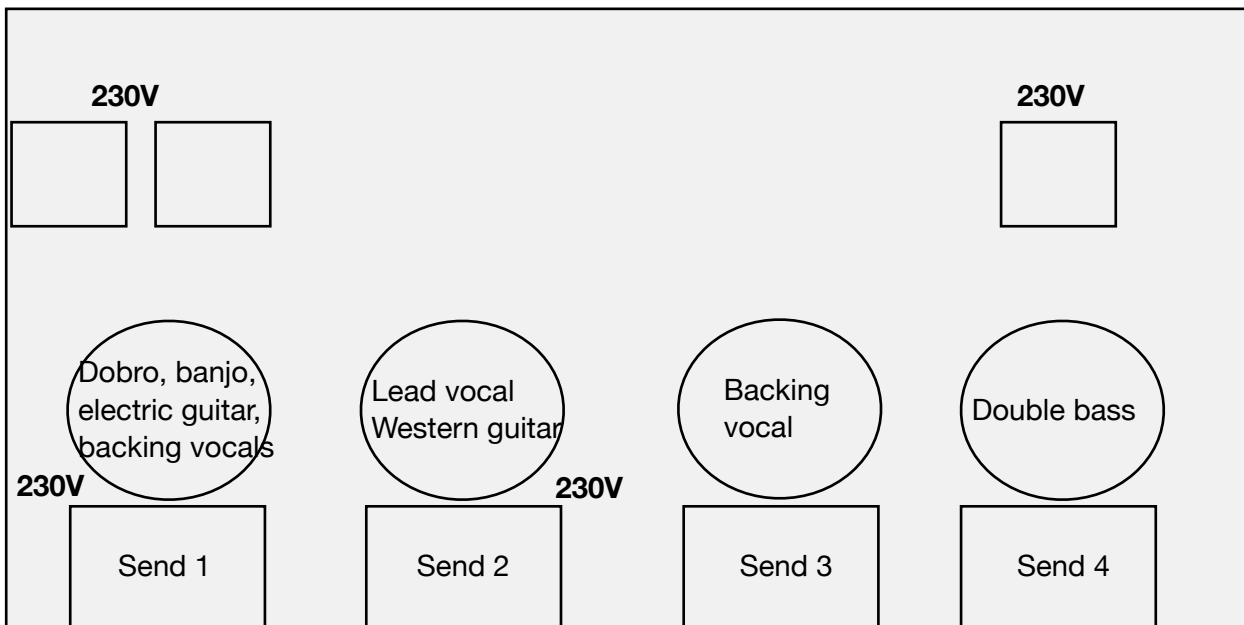 230V
230V
Dobro, banjo,
electric guitar,
backing vocals
Lead vocal
Western guitar
Backing
vocal
Double bass
230V
230V
Send 1
Send 2
Send 3
Send 4